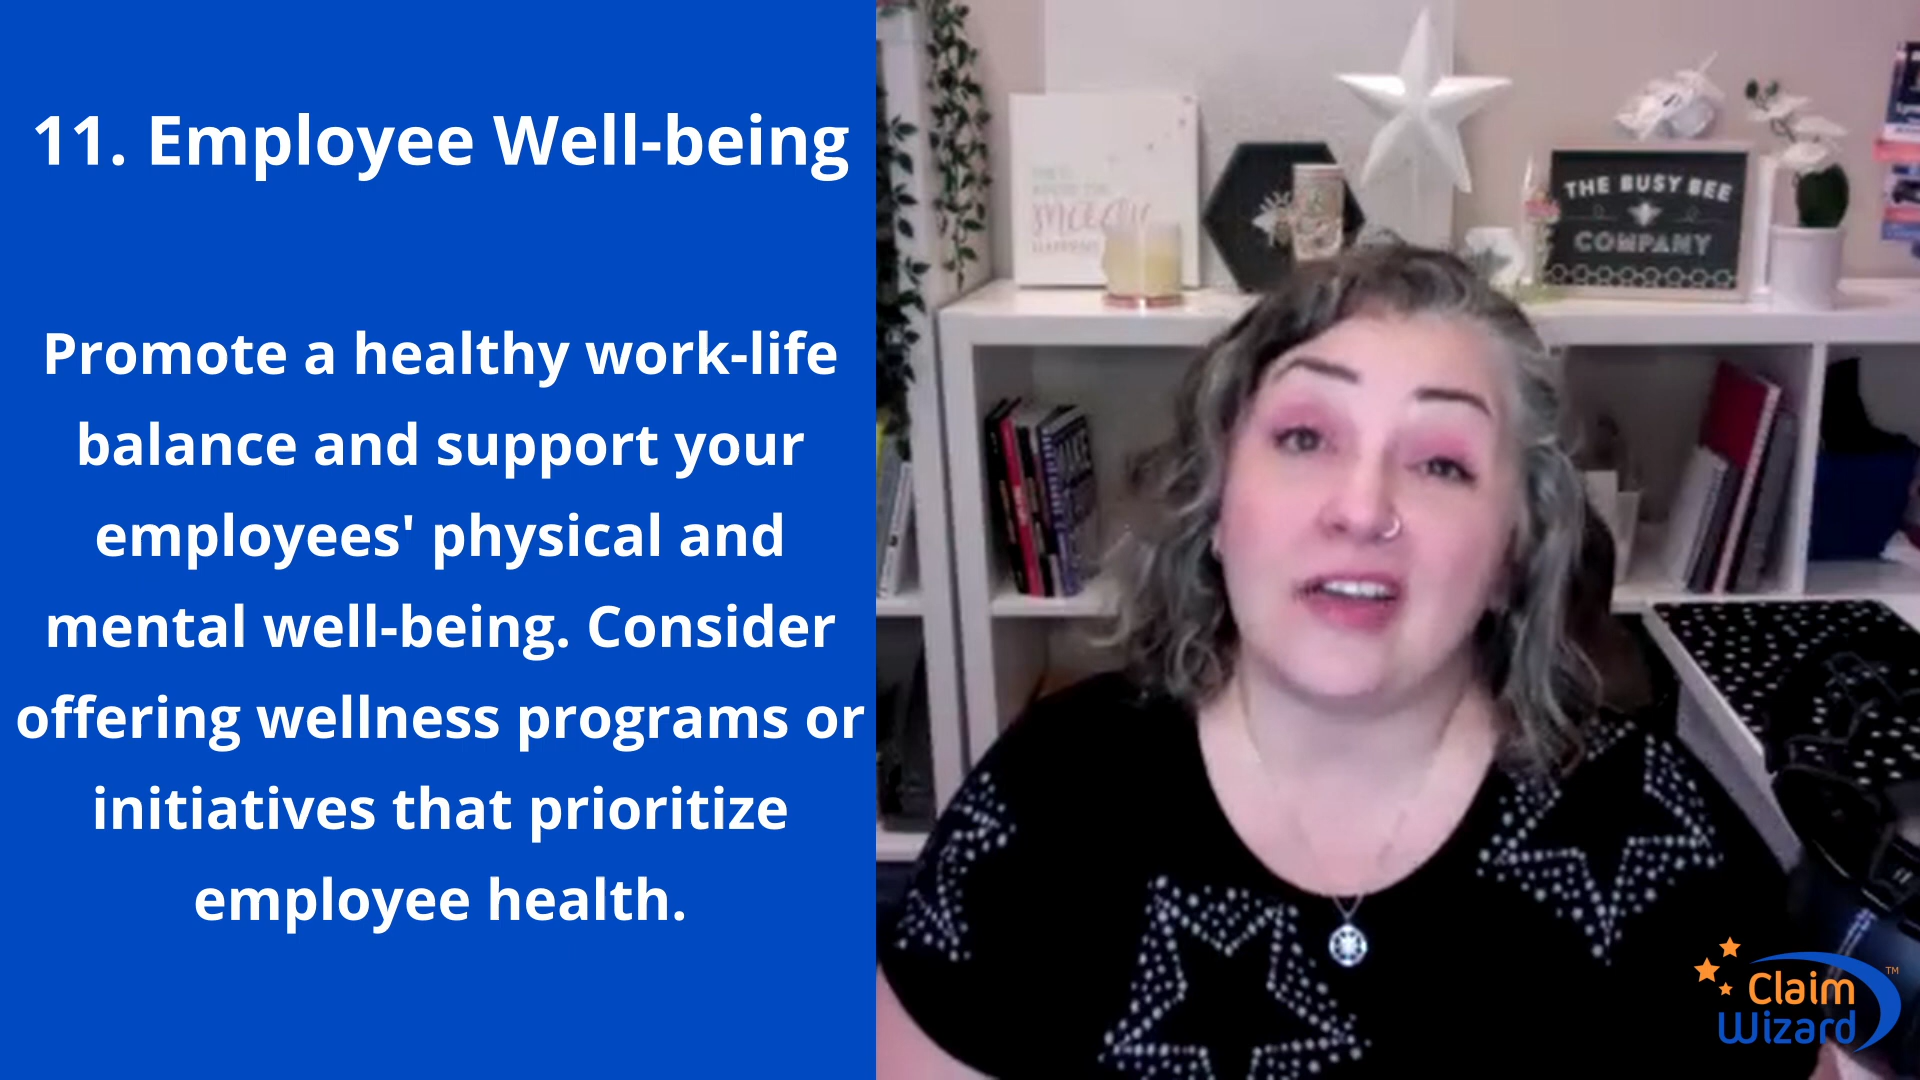 11. Employee Well-being
Promote a healthy work-life
balance and support your
employees' physical and
mental well-being. Consider
offering wellness programs or
initiatives that prioritize
employee health.
THE BUSY BEE
COMPANY
Claim
Wizard
TM